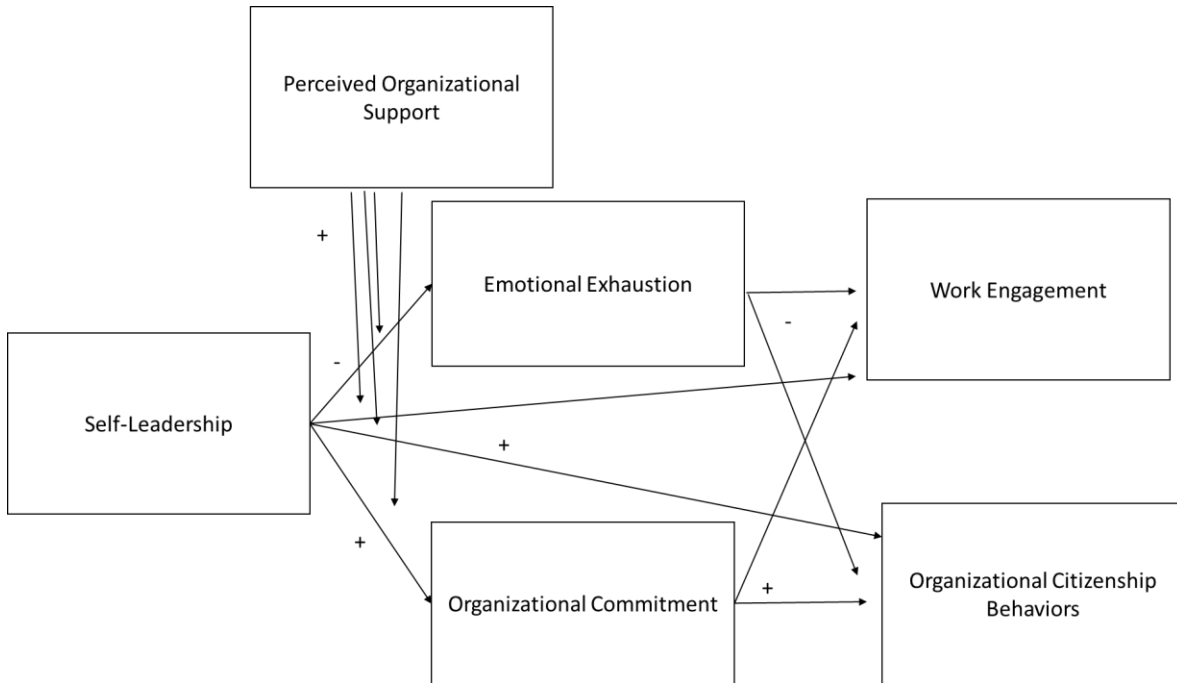 Perceived Organizational
Support
+
Emotional Exhaustion
Work Engagement
-
-
Self-Leadership
+
+
Organizational Commitment
+
Organizational Citizenship
Behaviors